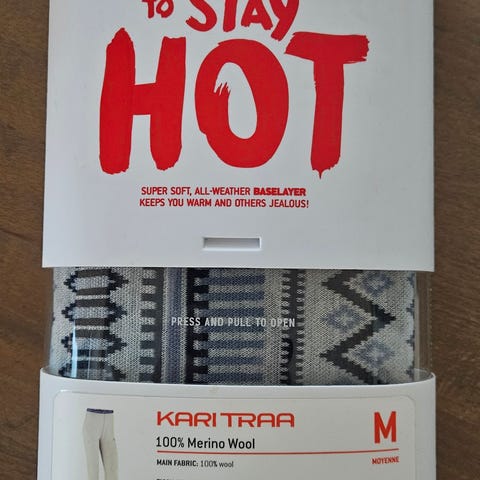 TO STAY
HOT
SUPER SOFT, ALL-WEATHER BASELAYER
KEEPS YOU WARM AND OTHERS JEALOUS!
PRESS AND PULL TO OPEN
KARI TRAA
100% Merino Wool
M
MAIN FABRIC: 100% wool
MOYENNE